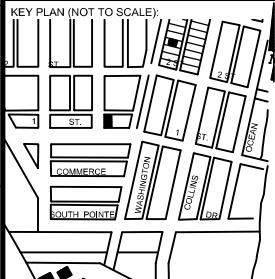 KEY PLAN (NOT TO SCALE):
ST.
2 ST
1 ST.
1 ST.
OCEAN
COMMERCE
WASHINGTON
COLLINS
SOUTH POINTE DR